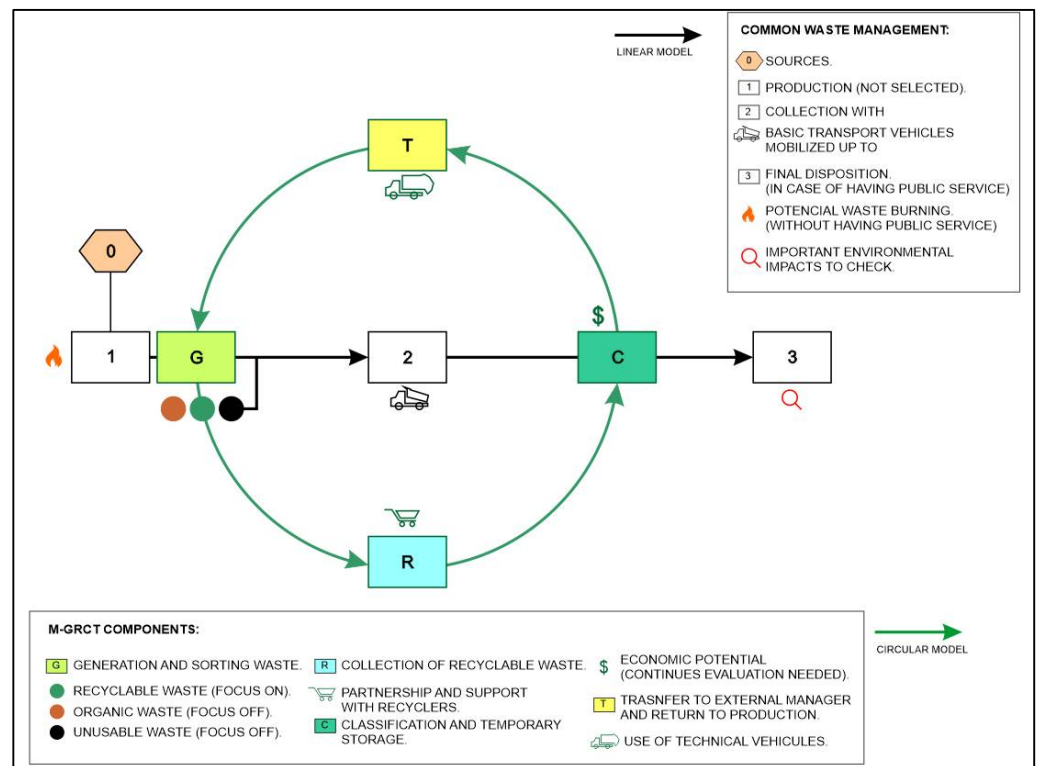 LINEAR MODEL
COMMON WASTE MANAGEMENT:
0 SOURCES.
1 PRODUCTION (NOT SELECTED).
2 COLLECTION WITH
BASIC TRANSPORT VEHICLES
MOBILIZED UP TO
3 FINAL DISPOSITION.
(IN CASE OF HAVING PUBLIC SERVICE)
POTENCIAL WASTE BURNING.
(WITHOUT HAVING PUBLIC SERVICE)
IMPORTANT ENVIRONMENTAL
IMPACTS TO CHECK.
T
0
$
1
G
2
C
3
R
M-GRCT COMPONENTS:
G GENERATION AND SORTING WASTE.
RECYCLABLE WASTE (FOCUS ON).
ORGANIC WASTE (FOCUS OFF).
UNUSABLE WASTE (FOCUS OFF).
R COLLECTION OF RECYCLABLE WASTE.
PARTNERSHIP AND SUPPORT
WITH RECYCLERS.
C CLASSIFICATION AND TEMPORARY
STORAGE.
$ ECONOMIC POTENTIAL
(CONTINUES EVALUATION NEEDED).
T TRASNFER TO EXTERNAL MANAGER
AND RETURN TO PRODUCTION.
USE OF TECHNICAL VEHICULES.
CIRCULAR MODEL